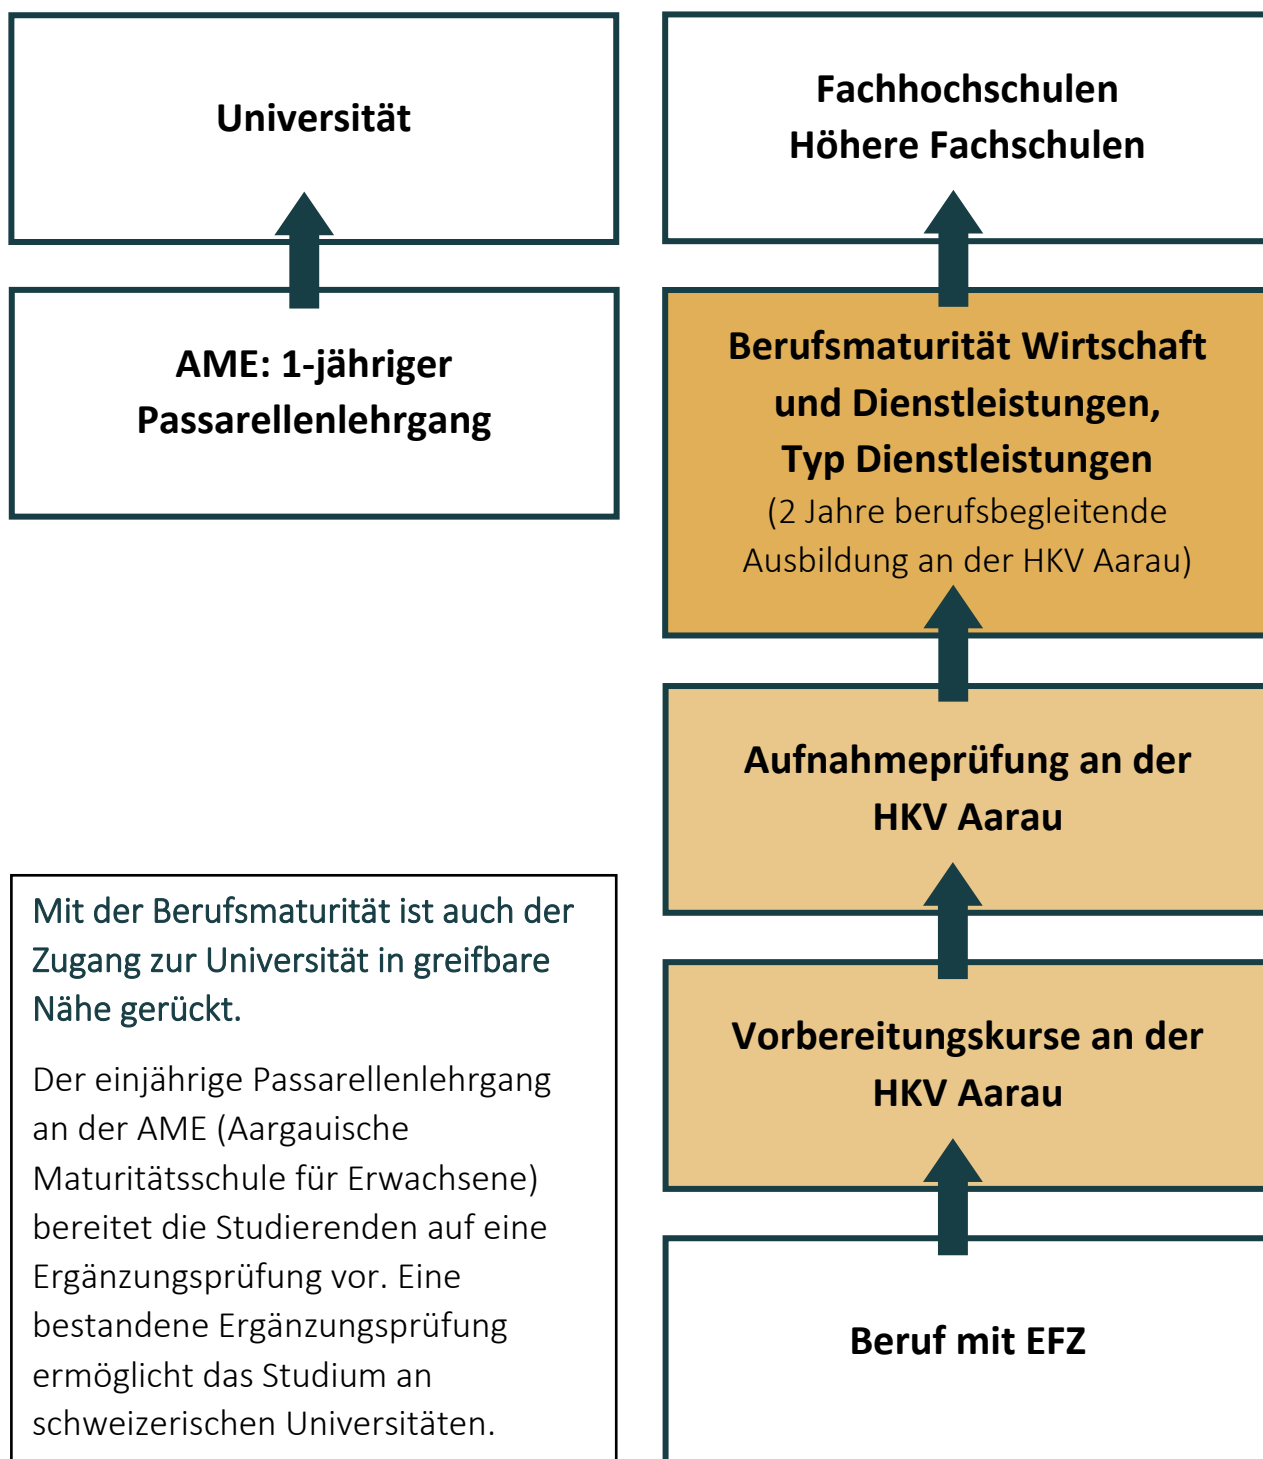 Universität
AME: 1-jähriger
Passarellenlehrgang
Fachhochschulen
Höhere Fachschulen
Berufsmaturität Wirtschaft
und Dienstleistungen,
Typ Dienstleistungen
(2 Jahre berufsbegleitende
Ausbildung an der HKV Aarau)
Aufnahmeprüfung an der
HKV Aarau
Vorbereitungskurse an der
HKV Aarau
Beruf mit EFZ
Mit der Berufsmaturität ist auch der
Zugang zur Universität in greifbare
Nähe gerückt.
Der einjährige Passarellenlehrgang
an der AME (Aargauische
Maturitätsschule für Erwachsene)
bereitet die Studierenden auf eine
Ergänzungsprüfung vor. Eine
bestandene Ergänzungsprüfung
ermöglicht das Studium an
schweizerischen Universitäten.